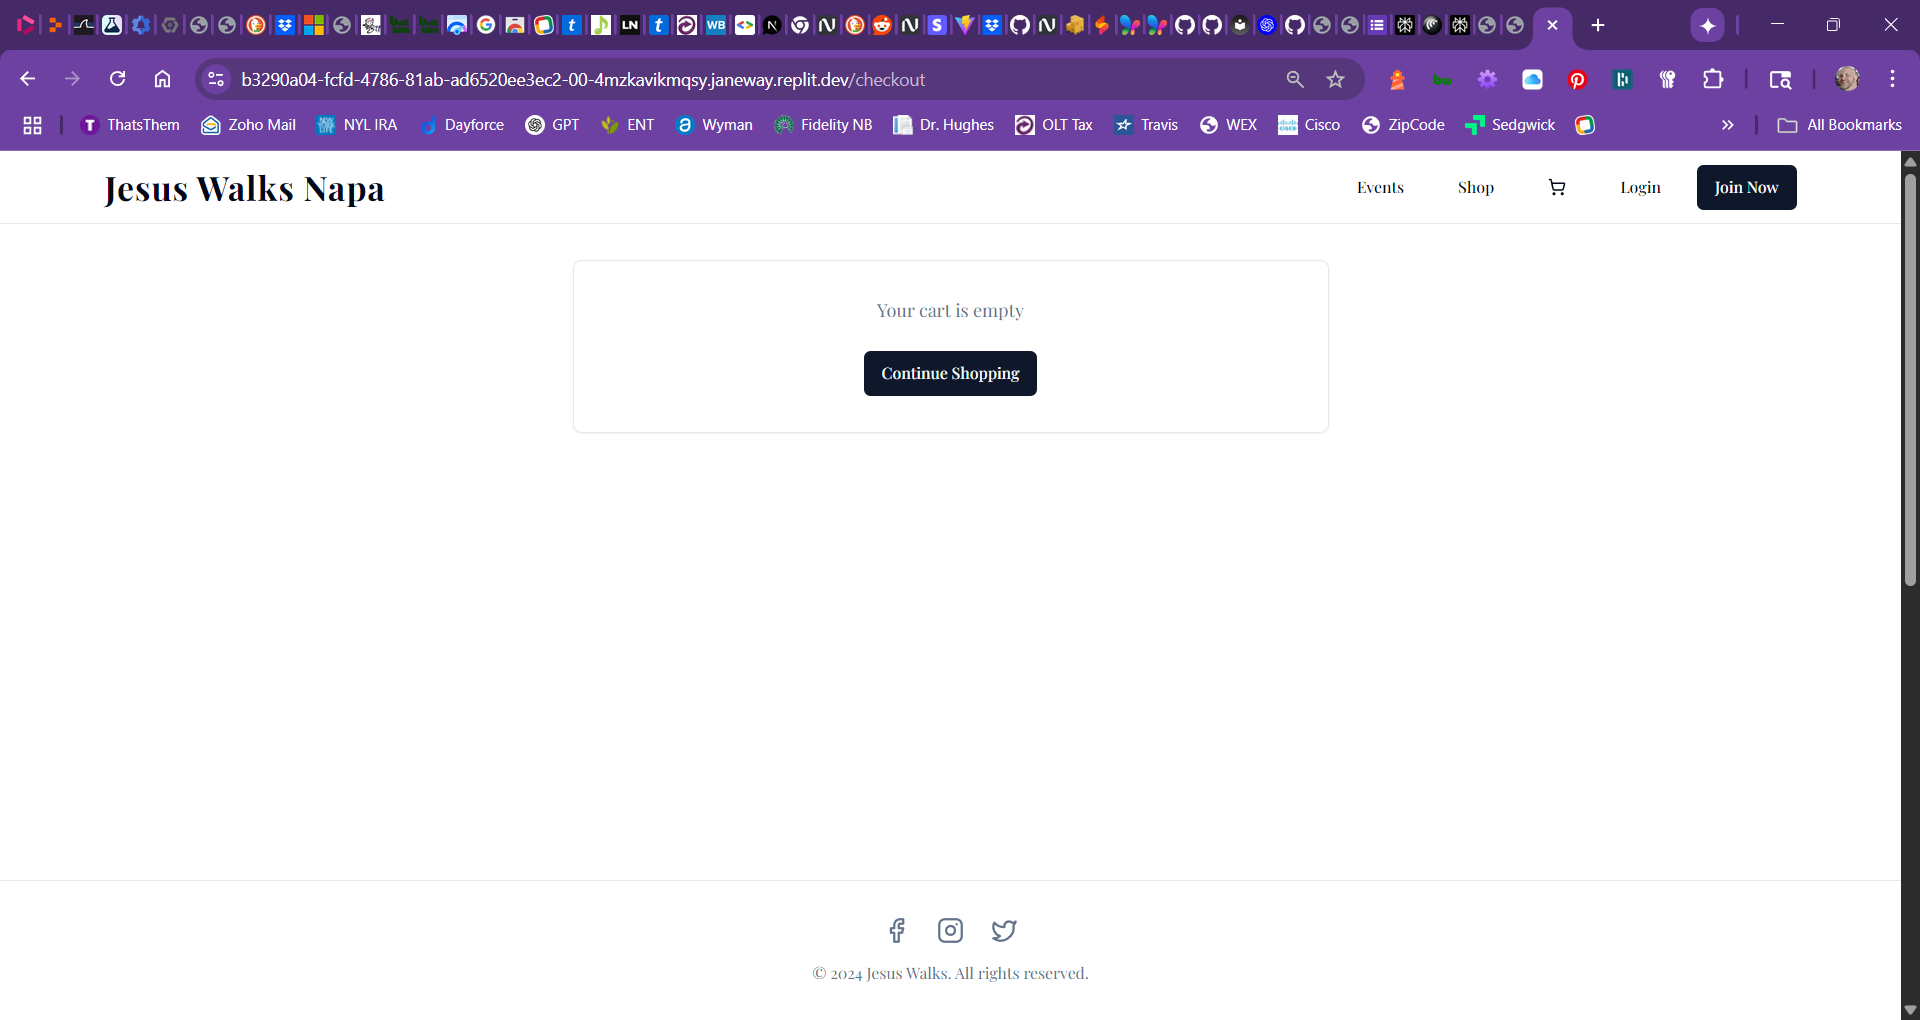 b3290a04-fcfd-4786-81ab-ad6520ee3ec2-00-4mzkavikmqsy.janeway.replit.dev/checkout
ThatsThem Zoho Mail NYL IRA Dayforce GPT ENT Wyman Fidelity NB Dr. Hughes OLT Tax Travis WEX Cisco ZipCode Sedgwick » All Bookmarks
Jesus Walks Napa
Events Shop Login Join Now
Your cart is empty
Continue Shopping
© 2024 Jesus Walks. All rights reserved.